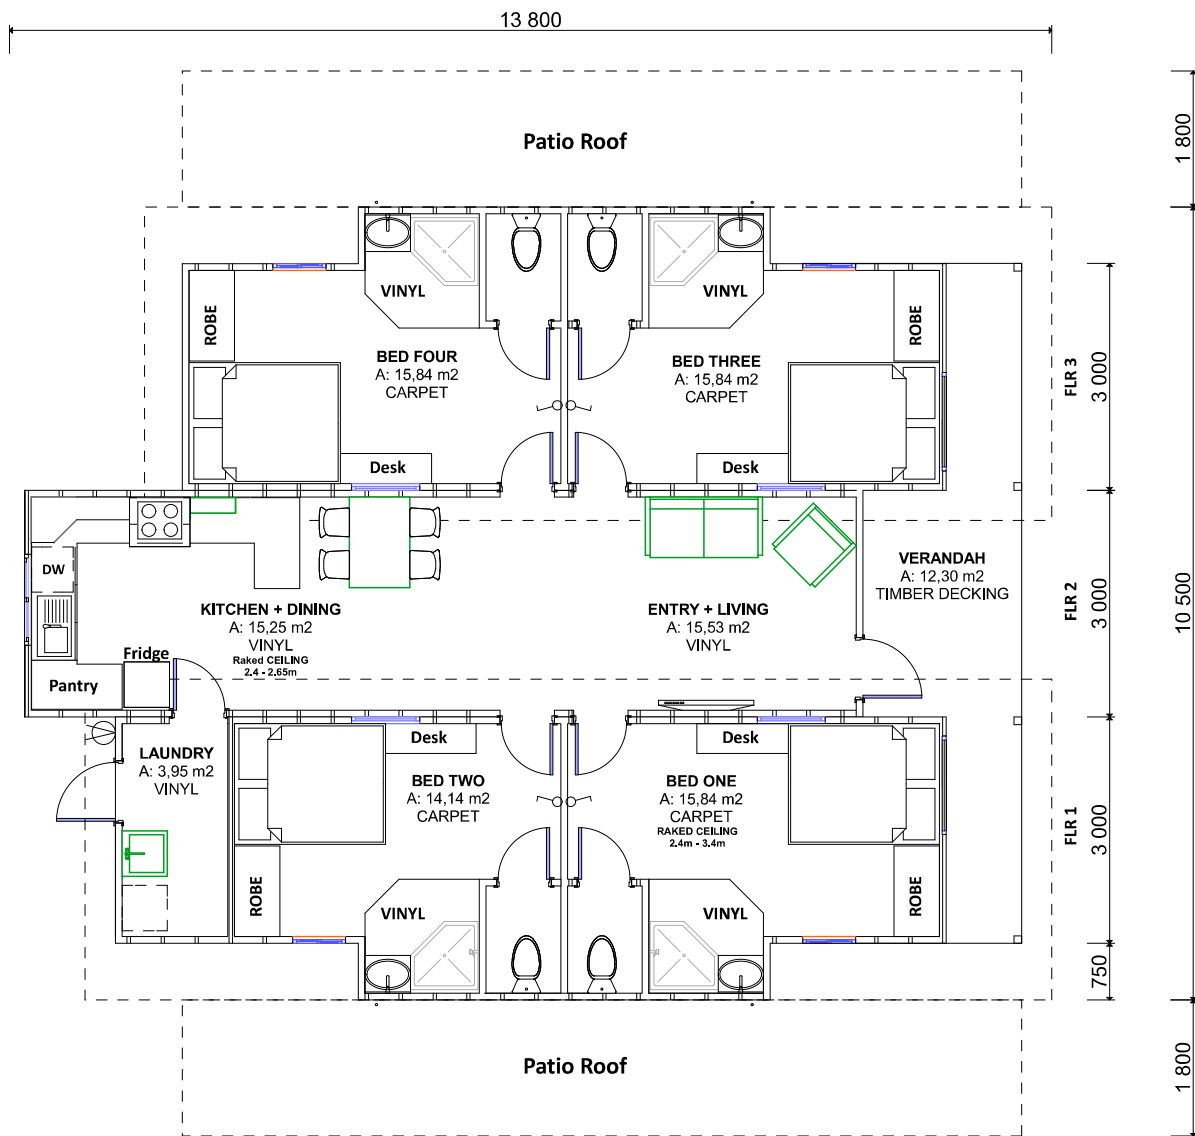 13 800
Patio Roof
1 800
VINYL
VINYL
ROBE
ROBE
BED FOUR
A: 15,84 m2
CARPET
BED THREE
A: 15,84 m2
CARPET
FLR 3
3 000
Desk
Desk
DW
KITCHEN + DINING
A: 15,25 m2
VINYL
Raked CEILING
2.4 - 2.65m
Fridge
Pantry
ENTRY + LIVING
A: 15,53 m2
VINYL
VERANDAH
A: 12,30 m2
TIMBER DECKING
FLR 2
3 000
10 500
LAUNDRY
A: 3,95 m2
VINYL
Desk
Desk
BED TWO
A: 14,14 m2
CARPET
BED ONE
A: 15,84 m2
CARPET
RAKED CEILING
2.4m - 3.4m
FLR 1
3 000
ROBE
ROBE
VINYL
VINYL
750
Patio Roof
1 800